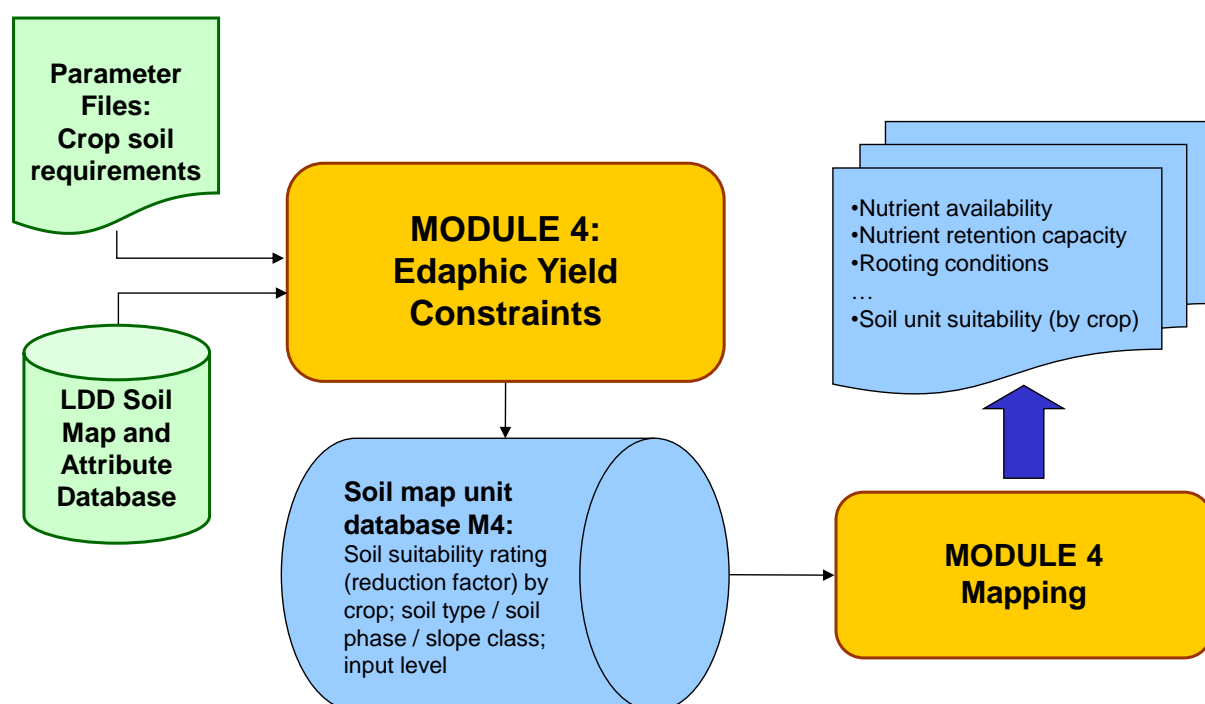 Parameter
Files:
Crop soil
requirements
MODULE 4:
Edaphic Yield
Constraints
•Nutrient availability
•Nutrient retention capacity
•Rooting conditions
…
•Soil unit suitability (by crop)
LDD Soil
Map and
Attribute
Database
Soil map unit
database M4:
Soil suitability rating
(reduction factor) by
crop; soil type / soil
phase / slope class;
input level
MODULE 4
Mapping